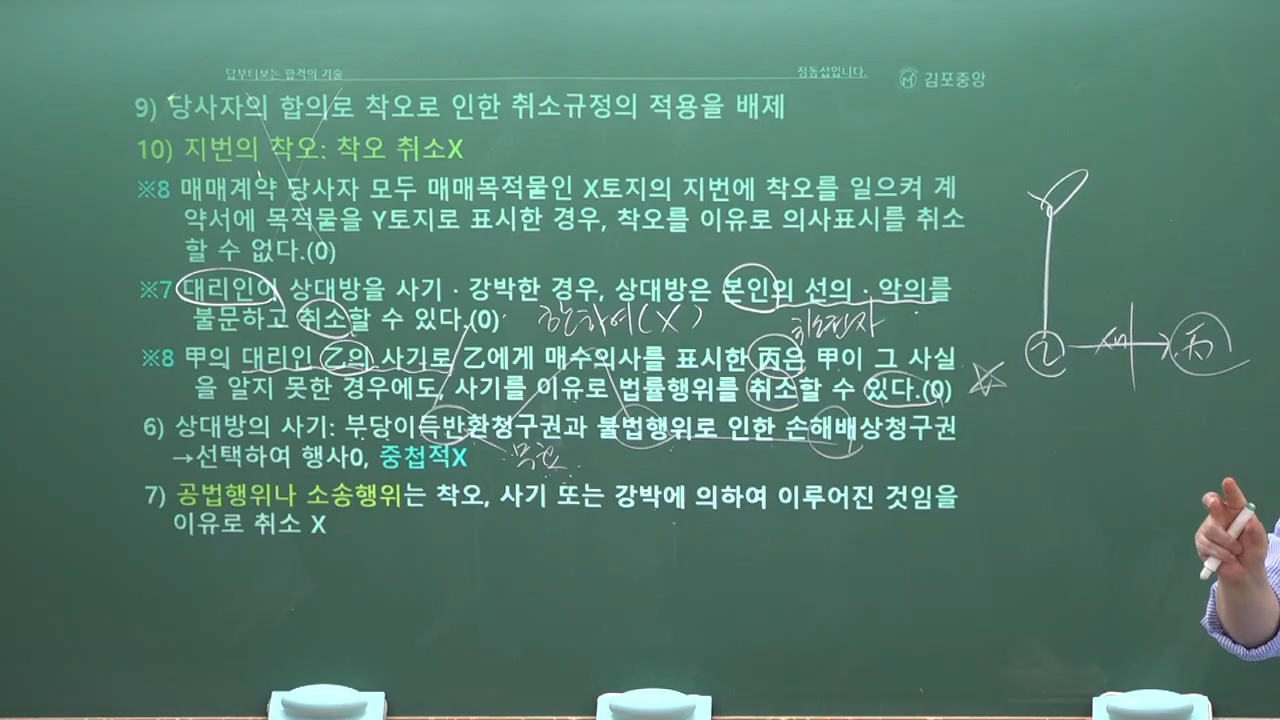 답부터보는 합격의 기술 정동섭입니다. 김포중앙
9) 당사자의 합의로 착오로 인한 취소규정의 적용을 배제
10) 지번의 착오: 착오 취소X
※8 매매계약 당사자 모두 매매목적물인 X토지의 지번에 착오를 일으켜 계
약서에 목적물을 Y토지로 표시한 경우, 착오를 이유로 의사표시를 취소
할 수 없다.(0)
※7 대리인이 상대방을 사기·강박한 경우, 상대방은 본인의 선의·악의를
불문하고 취소할 수 있다.(0)
※8 甲의 대리인 乙의 사기로 乙에게 매수의사를 표시한 丙은 甲이 그 사실
을 알지 못한 경우에도, 사기를 이유로 법률행위를 취소할 수 있다.(0)
6) 상대방의 사기: 부당이득반환청구권과 불법행위로 인한 손해배상청구권
→선택하여 행사0, 중첩적X
7) 공법행위나 소송행위는 착오, 사기 또는 강박에 의하여 이루어진 것임을
이유로 취소 X
乙
丙